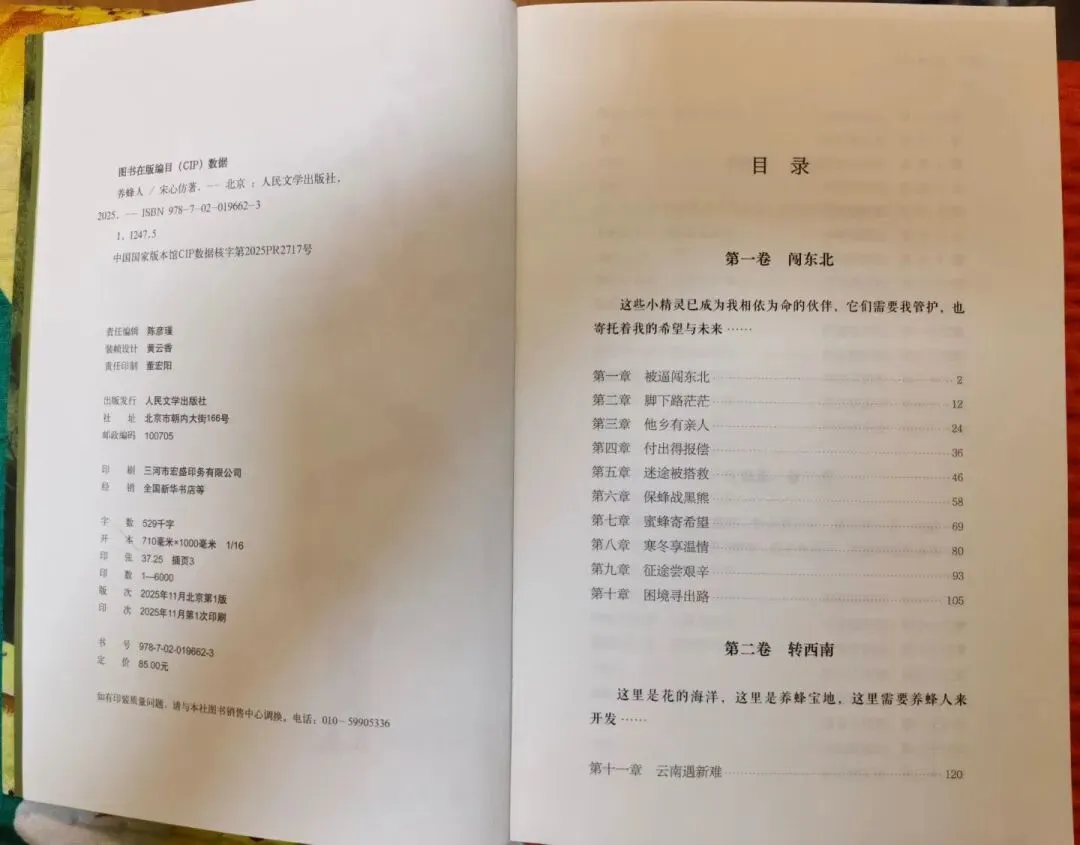 图书在版编目（CIP）数据
养蜂人 / 宋心仿著. -- 北京 : 人民文学出版社,
2025. -- ISBN 978-7-02-019662-3
Ⅰ. I247.5
中国国家版本馆CIP数据核字第2025PR2717号
责任编辑 陈彦瑾
装帧设计 黄云香
责任印制 董宏阳
出版发行 人民文学出版社
社 址 北京市朝内大街166号
邮政编码 100705
印 刷 三河市宏盛印务有限公司
经 销 全国新华书店等
字 数 529千字
开 本 710毫米×1000毫米 1/16
印 张 37.25 插页3
印 数 1—6000
版 次 2025年11月北京第1版
印 次 2025年11月第1次印刷
书 号 978-7-02-019662-3
定 价 85.00元
如有印装质量问题，请与本社图书销售中心调换。电话：010-59905336
目 录
第一卷 闯东北
这些小精灵已成为我相依为命的伙伴，它们需要我管护，也
寄托着我的希望与未来……
第一章 被逼闯东北 2
第二章 脚下路茫茫 12
第三章 他乡有亲人 24
第四章 付出得报偿 36
第五章 迷途被搭救 46
第六章 保蜂战黑熊 58
第七章 蜜蜂寄希望 69
第八章 寒冬享温情 80
第九章 征途尝艰辛 93
第十章 困境寻出路 105
第二卷 转西南
这里是花的海洋，这里是养蜂宝地，这里需要养蜂人来
开发……
第十一章 云南遇新难 120